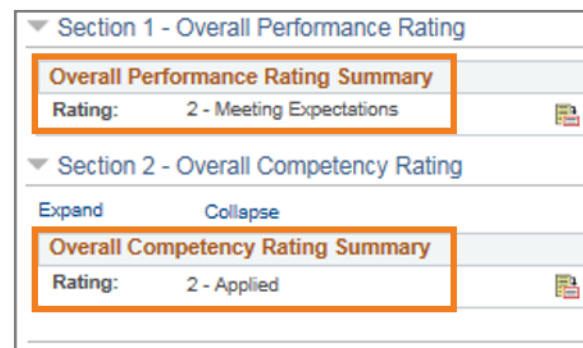 Section 1 - Overall Performance Rating
Overall Performance Rating Summary
Rating: 2 - Meeting Expectations
Section 2 - Overall Competency Rating
Expand Collapse
Overall Competency Rating Summary
Rating: 2 - Applied